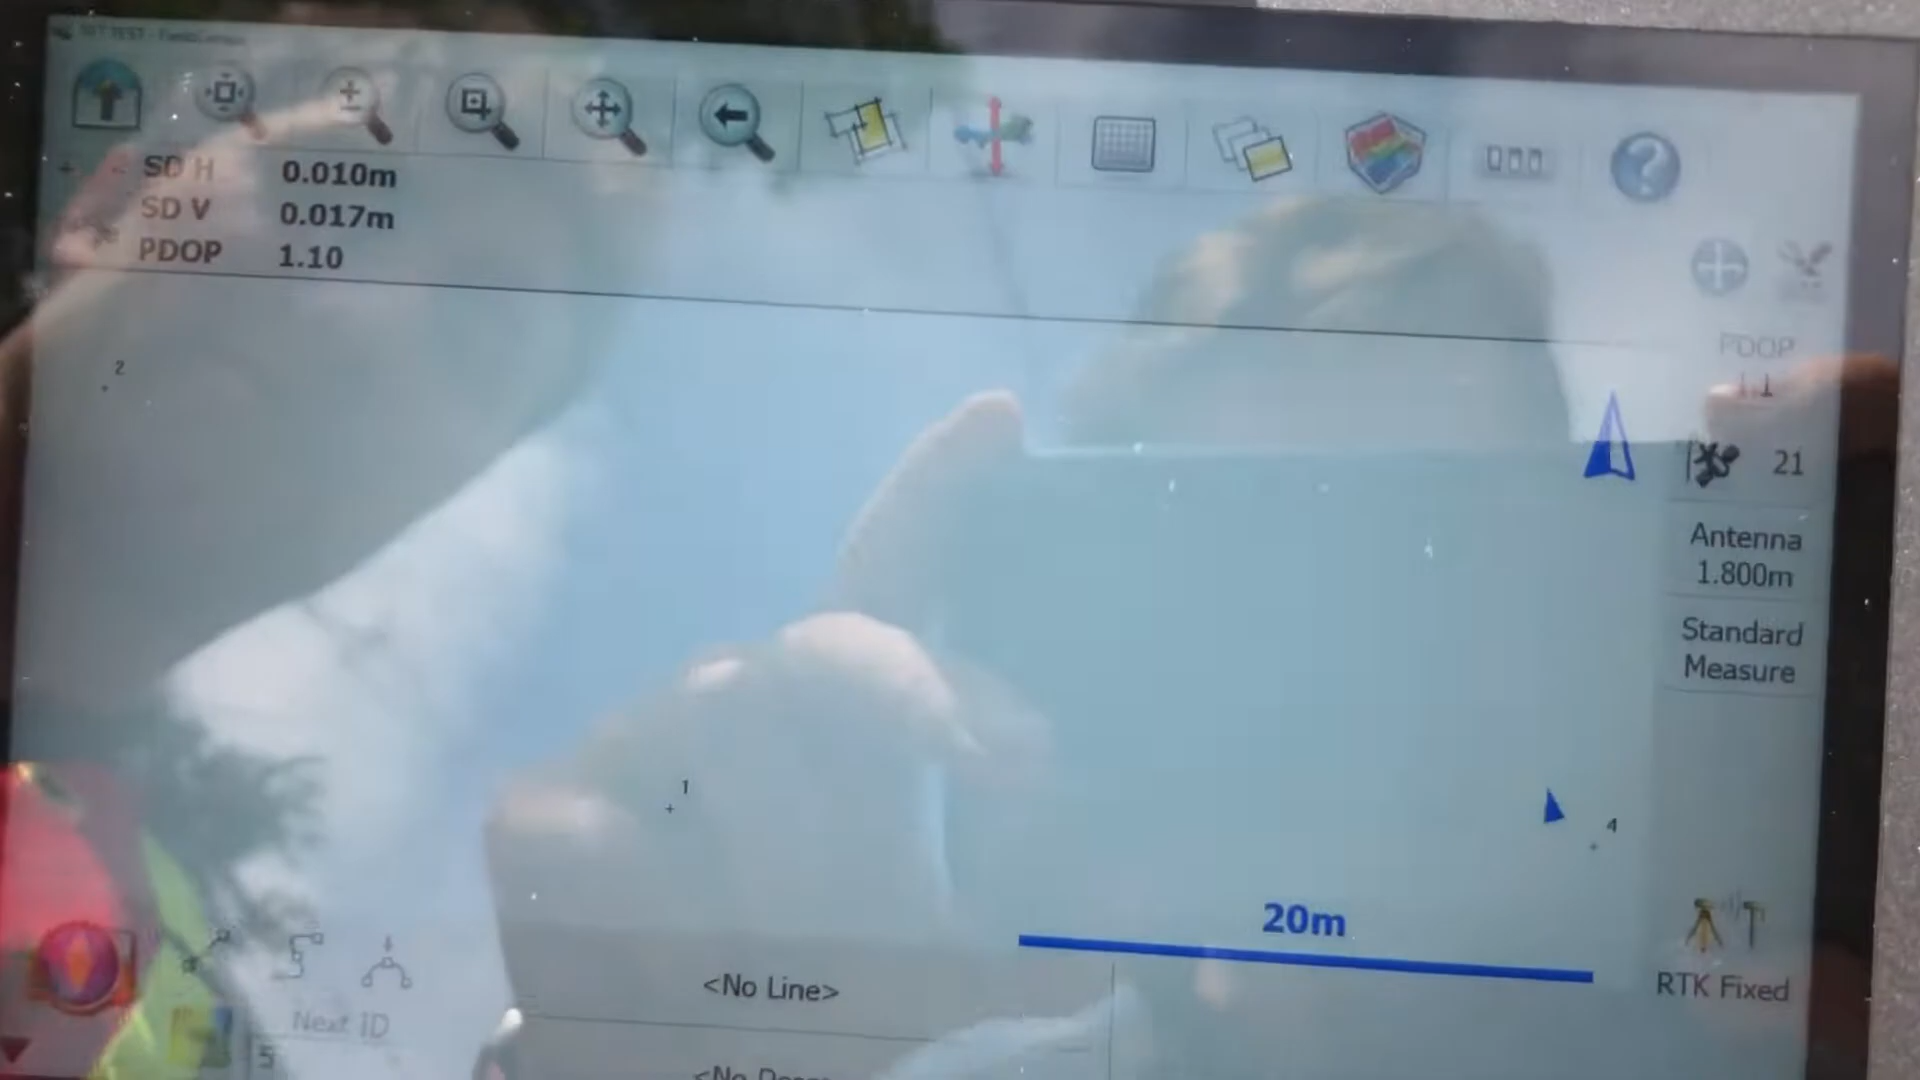 SD H 0.010m
SD V 0.017m
PDOP 1.10
PDOP
2
21
Antenna
1.800m
Standard
Measure
1
4
20m
<No Line>
RTK Fixed
Next ID
5
<No